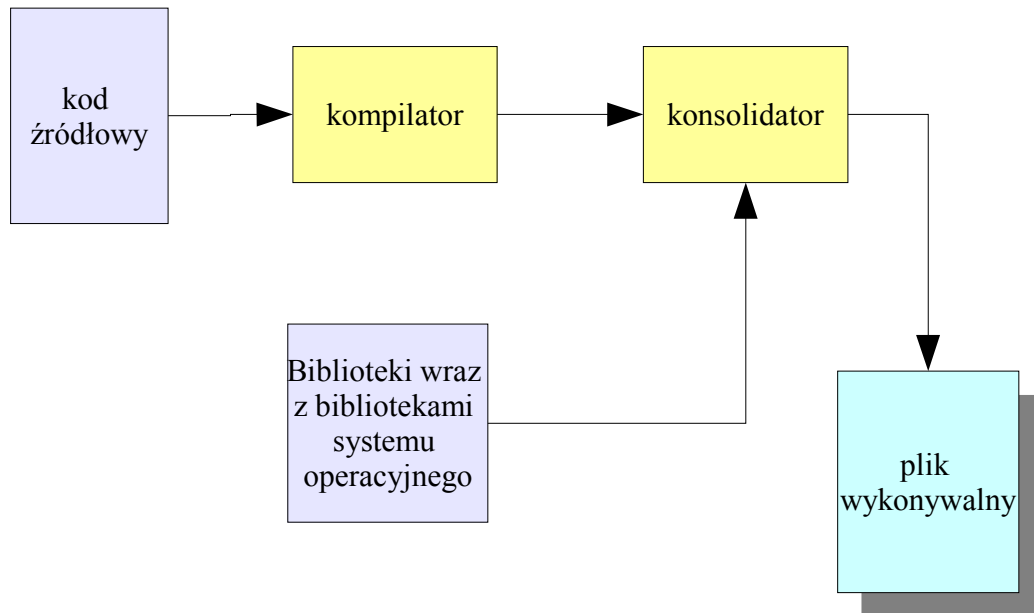 kod
źródłowy
kompilator
konsolidator
Biblioteki wraz
z bibliotekami
systemu
operacyjnego
plik
wykonywalny